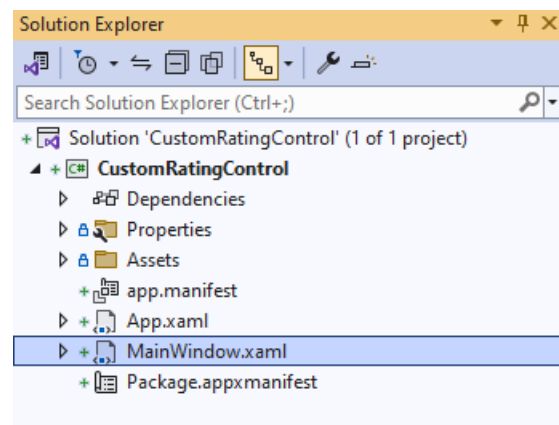 Solution Explorer
Search Solution Explorer (Ctrl+;)
Solution 'CustomRatingControl' (1 of 1 project)
C# CustomRatingControl
Dependencies
Properties
Assets
app.manifest
App.xaml
MainWindow.xaml
Package.appxmanifest